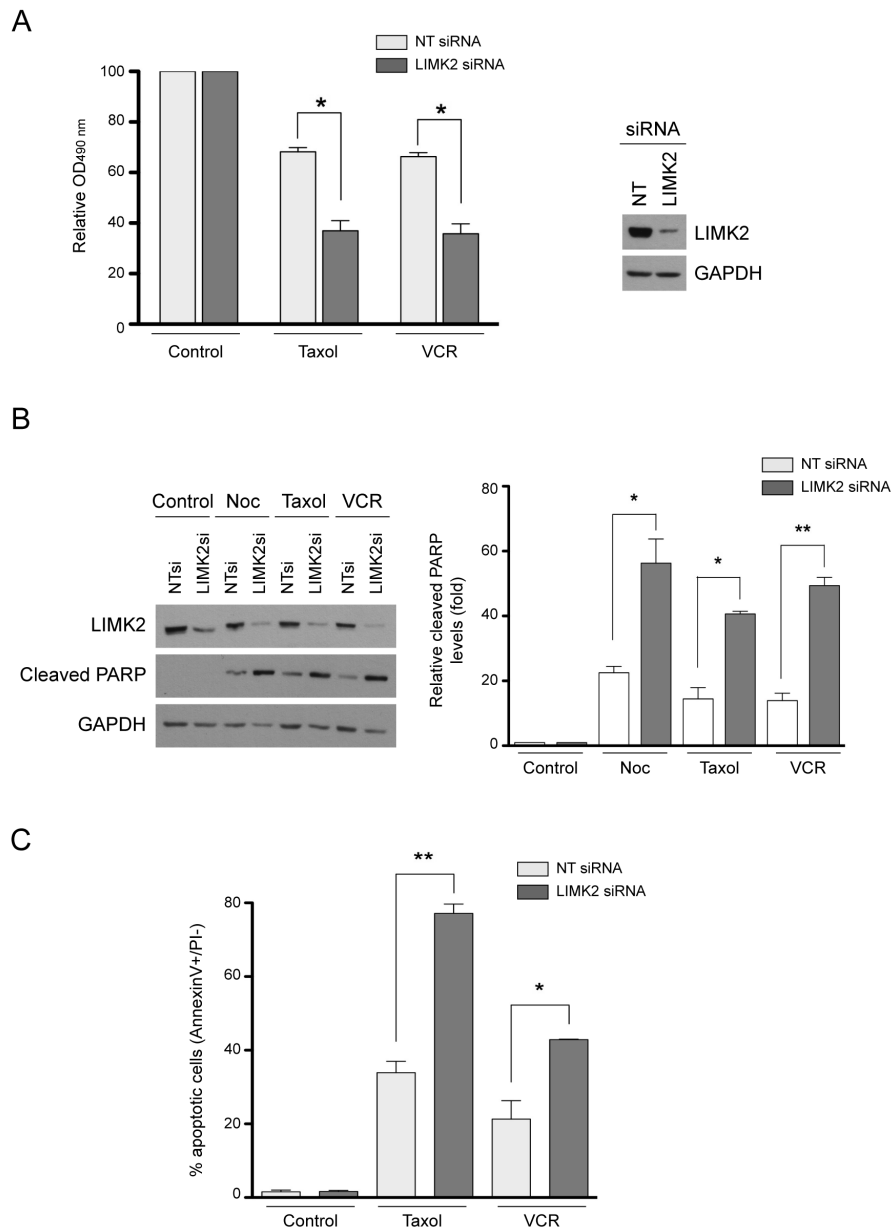 A
NT siRNA
LIMK2 siRNA
100
80
60
40
20
0
Relative OD490 nm
*
*
Control
Taxol
VCR
siRNA
NT
LIMK2
LIMK2
GAPDH
B
Control Noc Taxol VCR
NTsi LIMK2si NTsi LIMK2si NTsi LIMK2si NTsi LIMK2si
LIMK2
Cleaved PARP
GAPDH
NT siRNA
LIMK2 siRNA
80
60
40
20
0
Relative cleaved PARP
levels (fold)
*
*
**
Control
Noc
Taxol
VCR
C
NT siRNA
LIMK2 siRNA
80
60
40
20
0
% apoptotic cells (AnnexinV+/PI-)
**
*
Control
Taxol
VCR